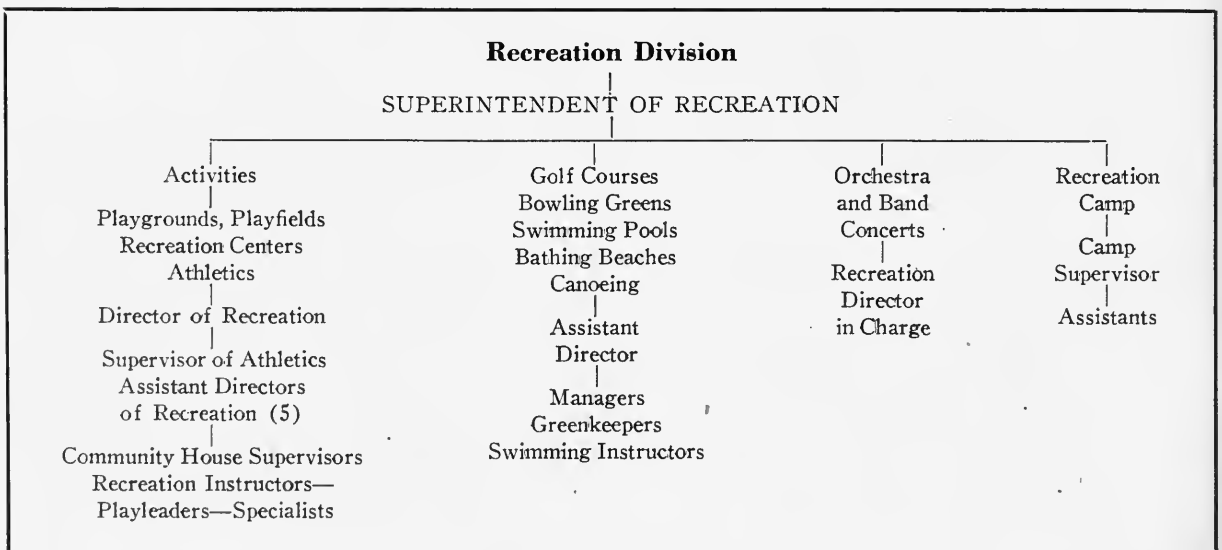 Recreation Division
SUPERINTENDENT OF RECREATION
Activities
Playgrounds, Playfields
Recreation Centers
Athletics
Director of Recreation
Supervisor of Athletics
Assistant Directors
of Recreation (5)
Community House Supervisors
Recreation Instructors—
Playleaders—Specialists
Golf Courses
Bowling Greens
Swimming Pools
Bathing Beaches
Canoeing
Assistant
Director
Managers
Greenkeepers
Swimming Instructors
Orchestra
and Band
Concerts
Recreation
Director
in Charge
Recreation
Camp
Camp
Supervisor
Assistants